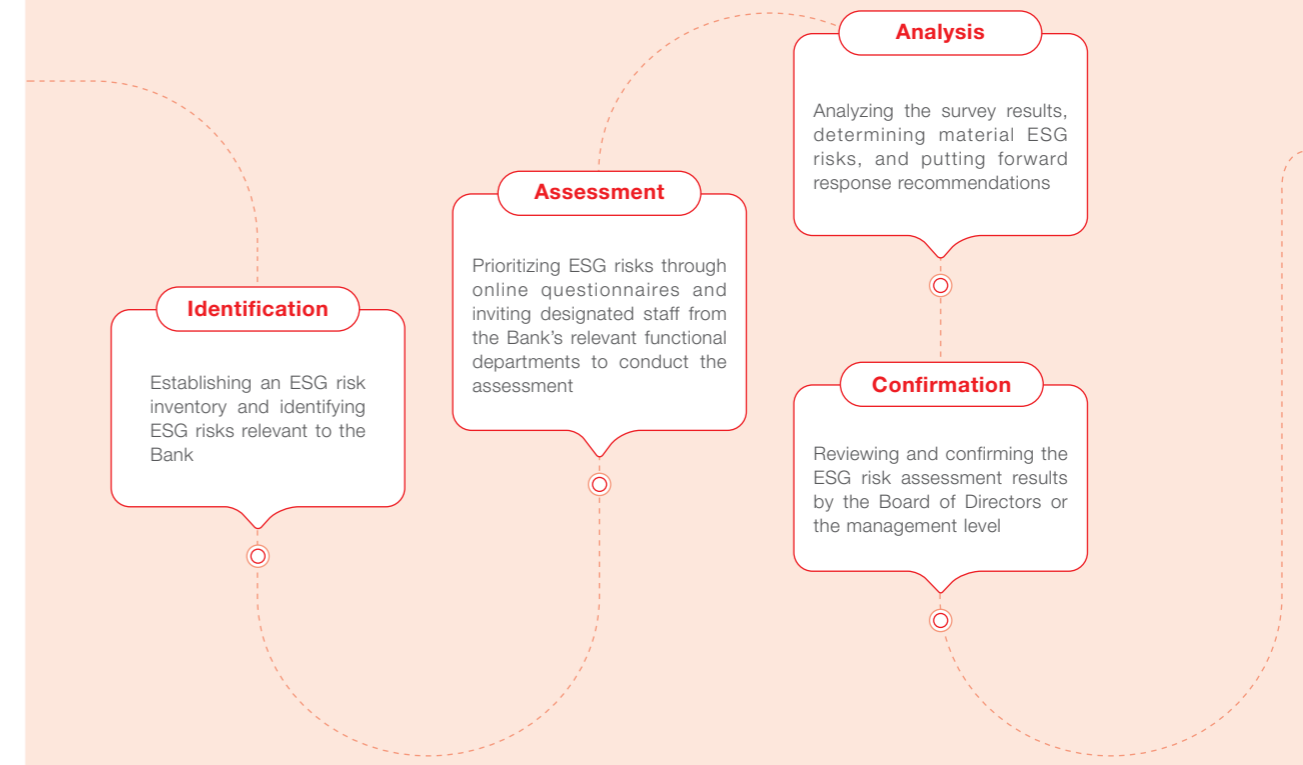 Identification
Establishing an ESG risk
inventory and identifying
ESG risks relevant to the
Bank
Assessment
Prioritizing ESG risks through
online questionnaires and
inviting designated staff from
the Bank's relevant functional
departments to conduct the
assessment
Analysis
Analyzing the survey results,
determining material ESG
risks, and putting forward
response recommendations
Confirmation
Reviewing and confirming the
ESG risk assessment results
by the Board of Directors or
the management level